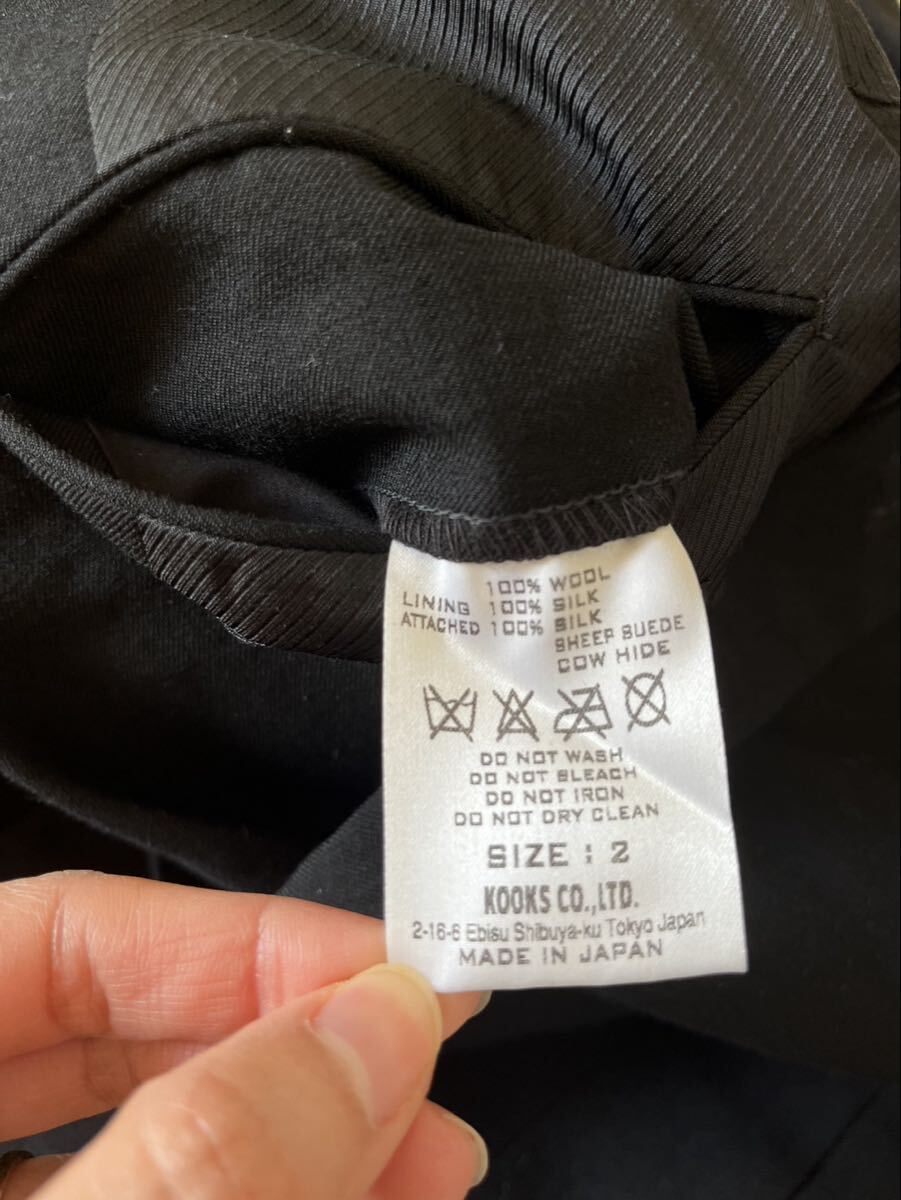 100% WOOL
LINING 100% SILK
ATTACHED 100% SILK
SHEEP SUEDE
COW HIDE
DO NOT WASH
DO NOT BLEACH
DO NOT IRON
DO NOT DRY CLEAN
SIZE : 2
KOOKS CO.,LTD.
2-16-6 Ebisu Shibuya-ku Tokyo Japan
MADE IN JAPAN